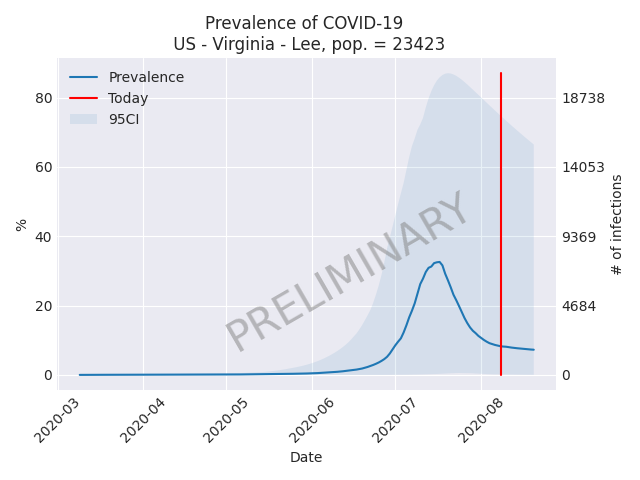 Prevalence of COVID-19
US - Virginia - Lee, pop. = 23423
Prevalence
Today
95CI
PRELIMINARY
%
80
60
40
20
0
18738
14053
9369
4684
0
# of infections
2020-03
2020-04
2020-05
2020-06
2020-07
2020-08
Date